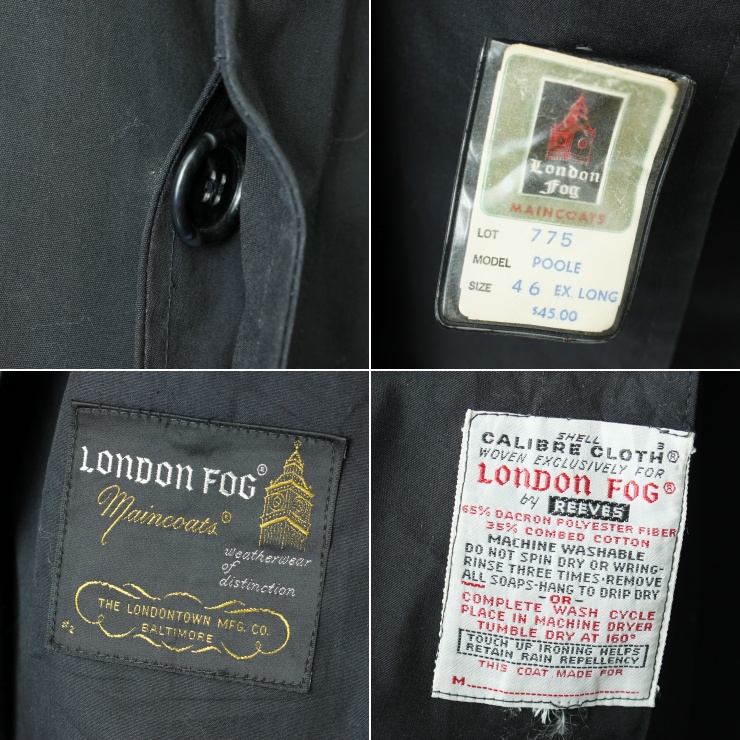 London
Fog
MAINCOATS
LOT 775
MODEL POOLE
SIZE 46 EX. LONG
$45.00
LONDON FOG®
Maincoats®
weatherwear
of
distinction
THE LONDONTOWN MFG. CO.
BALTIMORE
#2
SHELL 3
CALIBRE CLOTH®
WOVEN EXCLUSIVELY FOR
LONDON FOG®
by REEVES
65% DACRON POLYESTER FIBER
35% COMBED COTTON
MACHINE WASHABLE
DO NOT SPIN DRY OR WRING-
RINSE THREE TIMES·REMOVE
ALL SOAPS-HANG TO DRIP DRY
-OR-
COMPLETE WASH CYCLE
PLACE IN MACHINE DRYER
TUMBLE DRY AT 160°
TOUCH UP IRONING HELPS
RETAIN RAIN REPELLENCY
THIS COAT MADE FOR
M